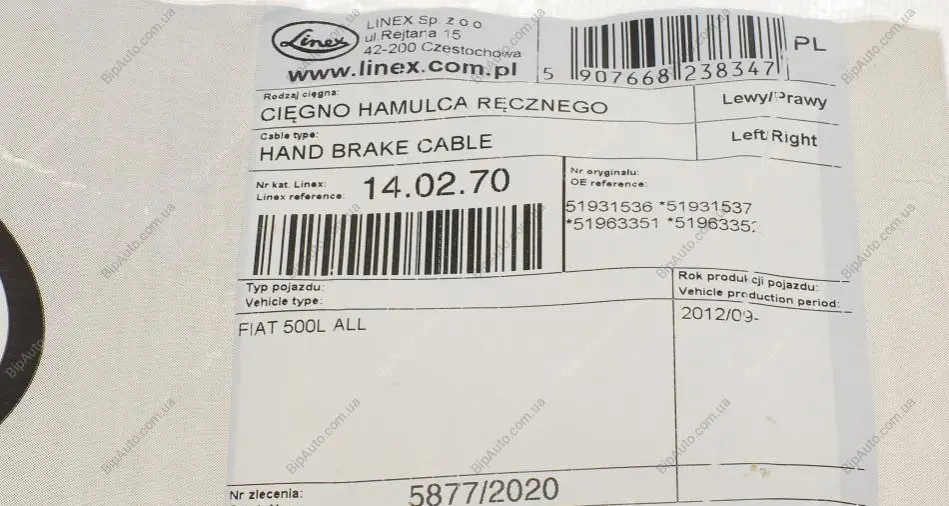 Linex
LINEX Sp. z o o
ul.Rejtana 15
42-200 Czestochowa
www.linex.com.pl
5 907668 238347
PL
Rodzaj cięgna:
CIĘGNO HAMULCA RĘCZNEGO
Lewy/Prawy
Cable type:
HAND BRAKE CABLE
Left/Right
Nr kat. Linex:
Linex reference:
14.02.70
Nr oryginału:
OE reference:
51931536 *51931537
*51963351 *51963352
Typ pojazdu:
Vehicle type:
Rok produkcji pojazdu:
Vehicle production period:
FIAT 500L ALL
2012/09-
Nr zlecenia:
5877/2020
BipAuto.com.ua